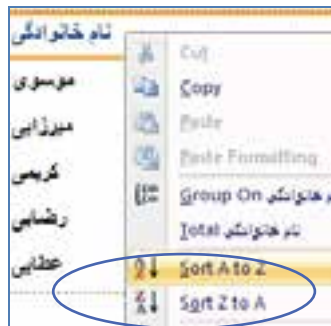 نام خانوادگی
موسوی
میرزایی
کریمی
رضایی
عطایی
Cut
Copy
Paste
Paste Formatting
Group On نام خانوادگی
Total نام خانوادگی
Sort A to Z
Sort Z to A